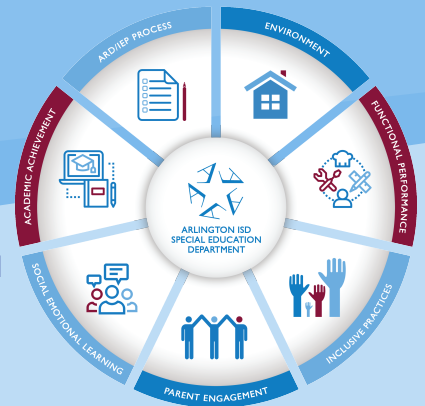 ARD/IEP PROCESS
ENVIRONMENT
FUNCTIONAL PERFORMANCE
INCLUSIVE PRACTICES
PARENT ENGAGEMENT
SOCIAL EMOTIONAL LEARNING
ACADEMIC ACHIEVEMENT
ARLINGTON ISD
SPECIAL EDUCATION
DEPARTMENT